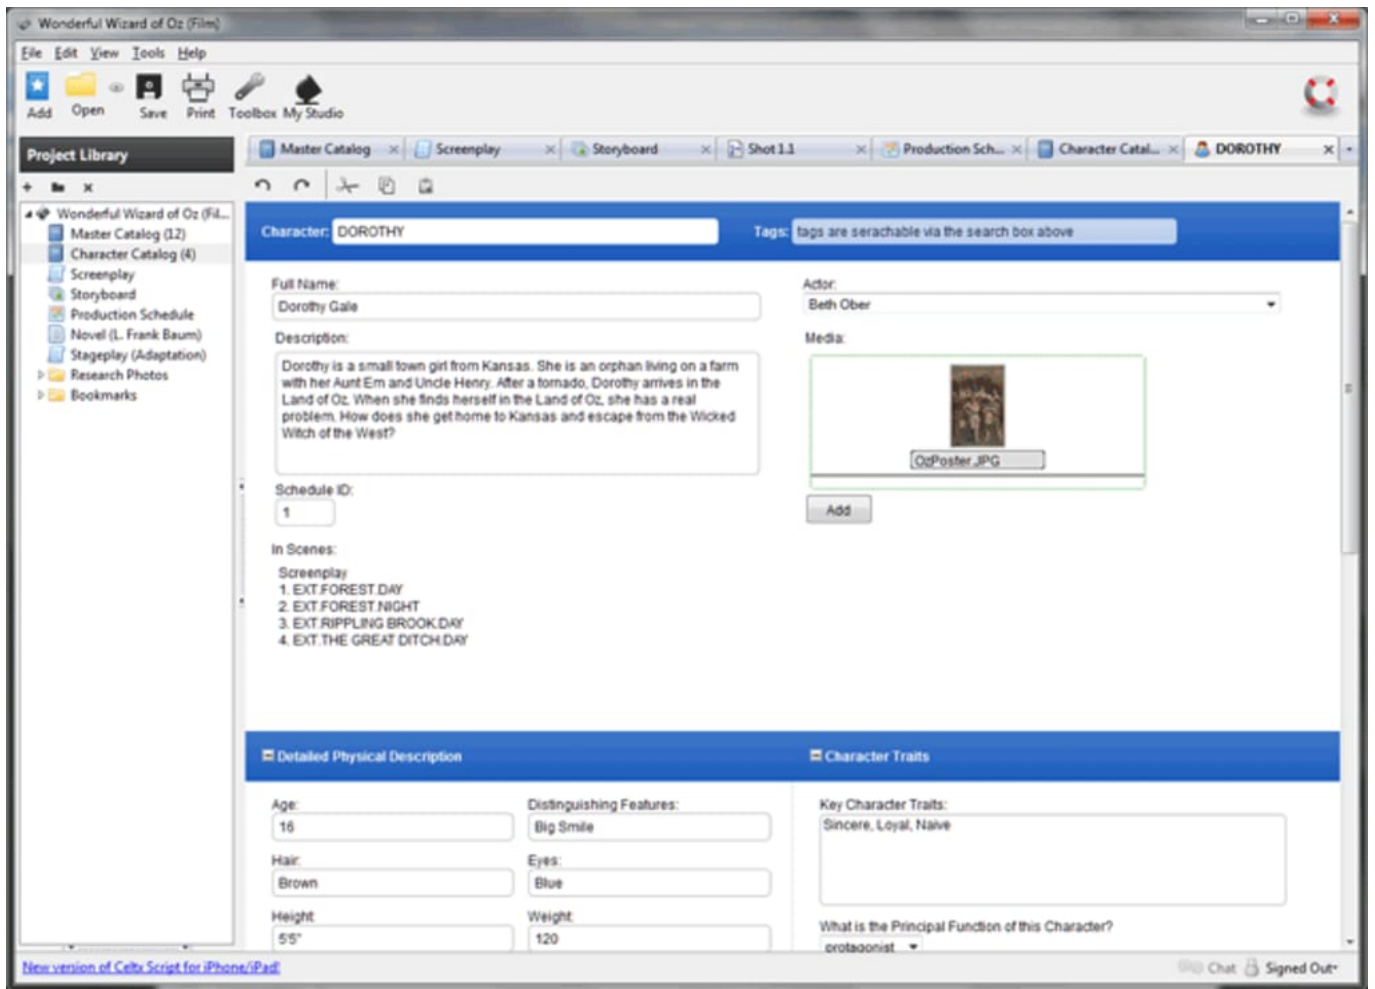 Wonderful Wizard of Oz (Film)
File Edit View Tools Help
Add Open Save Print Toolbox My Studio
Project Library
Master Catalog Screenplay Storyboard Shot 1.1 Production Sch... Character Catal... DOROTHY
Wonderful Wizard of Oz (Fil...
Master Catalog (12)
Character Catalog (4)
Screenplay
Storyboard
Production Schedule
Novel (L. Frank Baum)
Stageplay (Adaptation)
Research Photos
Bookmarks
Character: DOROTHY
Tags: tags are serachable via the search box above
Full Name:
Dorothy Gale
Actor:
Beth Ober
Description:
Dorothy is a small town girl from Kansas. She is an orphan living on a farm
with her Aunt Em and Uncle Henry. After a tornado, Dorothy arrives in the
Land of Oz. When she finds herself in the Land of Oz, she has a real
problem. How does she get home to Kansas and escape from the Wicked
Witch of the West?
Media:
OzPoster.JPG
Add
Schedule ID:
1
In Scenes:
Screenplay
1. EXT.FOREST.DAY
2. EXT.FOREST.NIGHT
3. EXT.RIPPLING BROOK.DAY
4. EXT.THE GREAT DITCH.DAY
Detailed Physical Description
Character Traits
Age:
16
Distinguishing Features:
Big Smile
Hair:
Brown
Eyes:
Blue
Height:
5'5"
Weight:
120
Key Character Traits:
Sincere, Loyal, Naive
What is the Principal Function of this Character?
protagonist
New version of Celtx Script for iPhone/iPad!
Chat Signed Out